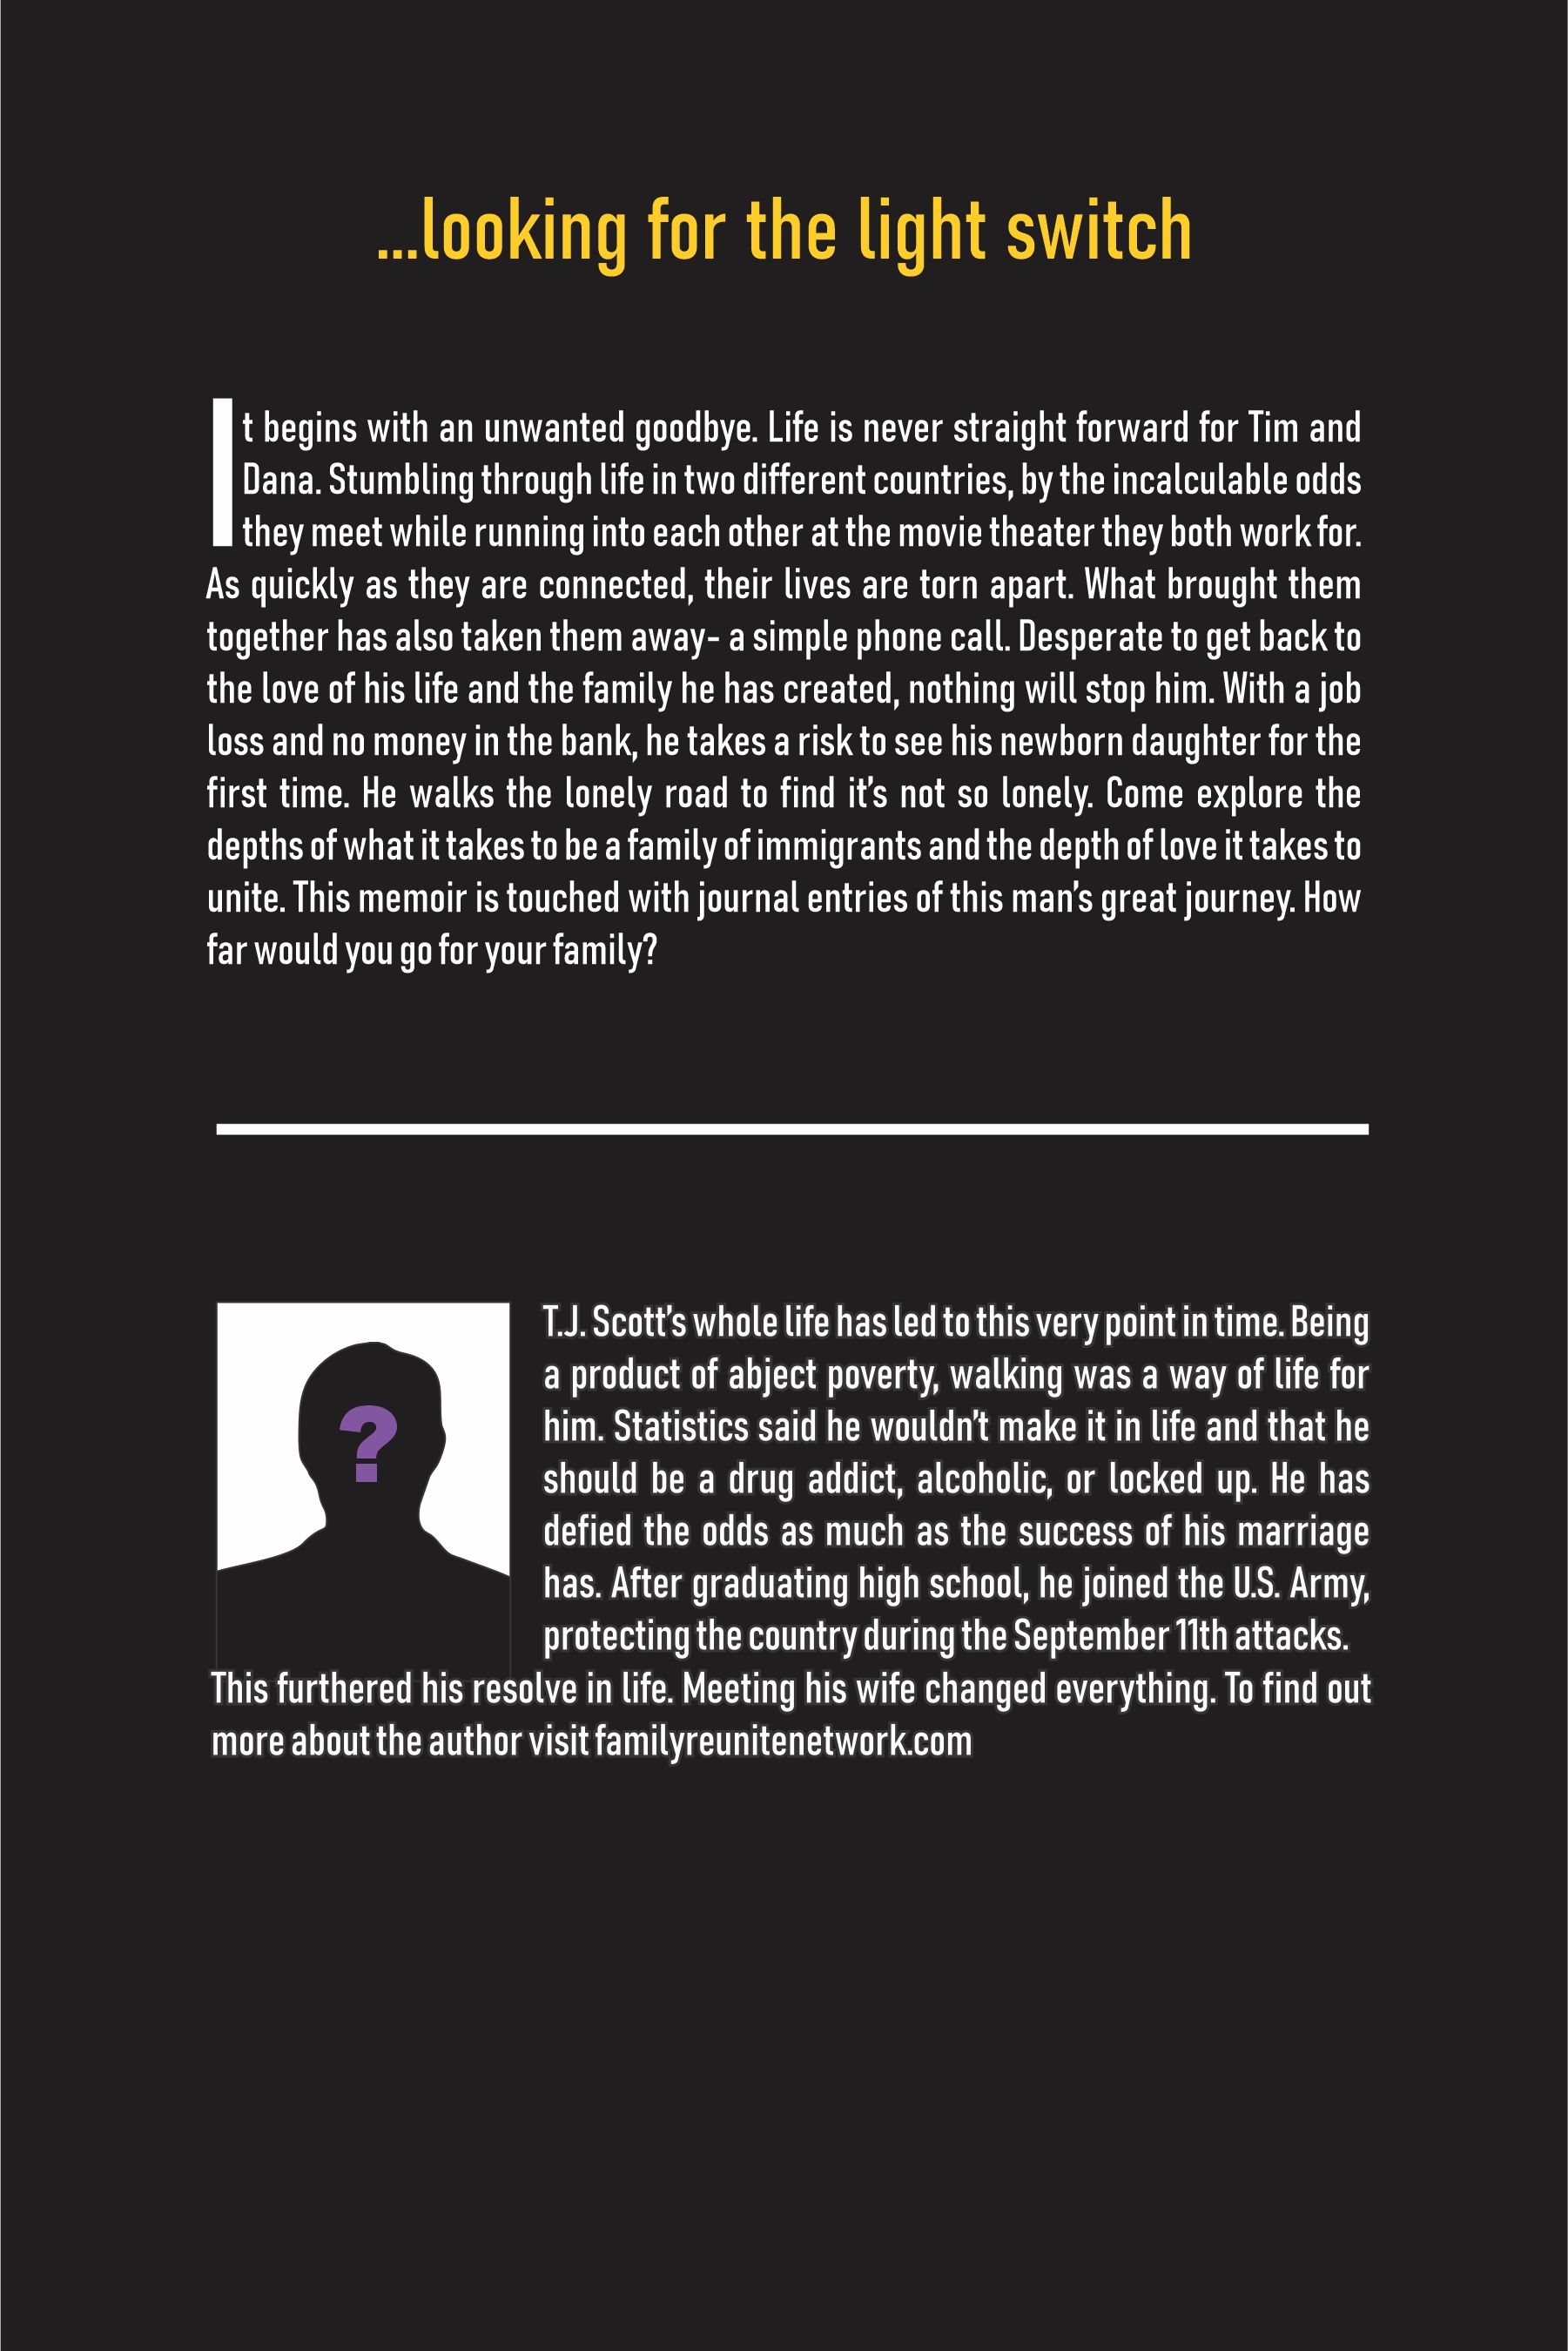 ...looking for the light switch
It begins with an unwanted goodbye. Life is never straight forward for Tim and
Dana. Stumbling through life in two different countries, by the incalculable odds
they meet while running into each other at the movie theater they both work for.
As quickly as they are connected, their lives are torn apart. What brought them
together has also taken them away- a simple phone call. Desperate to get back to
the love of his life and the family he has created, nothing will stop him. With a job
loss and no money in the bank, he takes a risk to see his newborn daughter for the
first time. He walks the lonely road to find it's not so lonely. Come explore the
depths of what it takes to be a family of immigrants and the depth of love it takes to
unite. This memoir is touched with journal entries of this man's great journey. How
far would you go for your family?
?
T.J. Scott's whole life has led to this very point in time. Being
a product of abject poverty, walking was a way of life for
him. Statistics said he wouldn't make it in life and that he
should be a drug addict, alcoholic, or locked up. He has
defied the odds as much as the success of his marriage
has. After graduating high school, he joined the U.S. Army,
protecting the country during the September 11th attacks.
This furthered his resolve in life. Meeting his wife changed everything. To find out
more about the author visit familyreunitenetwork.com